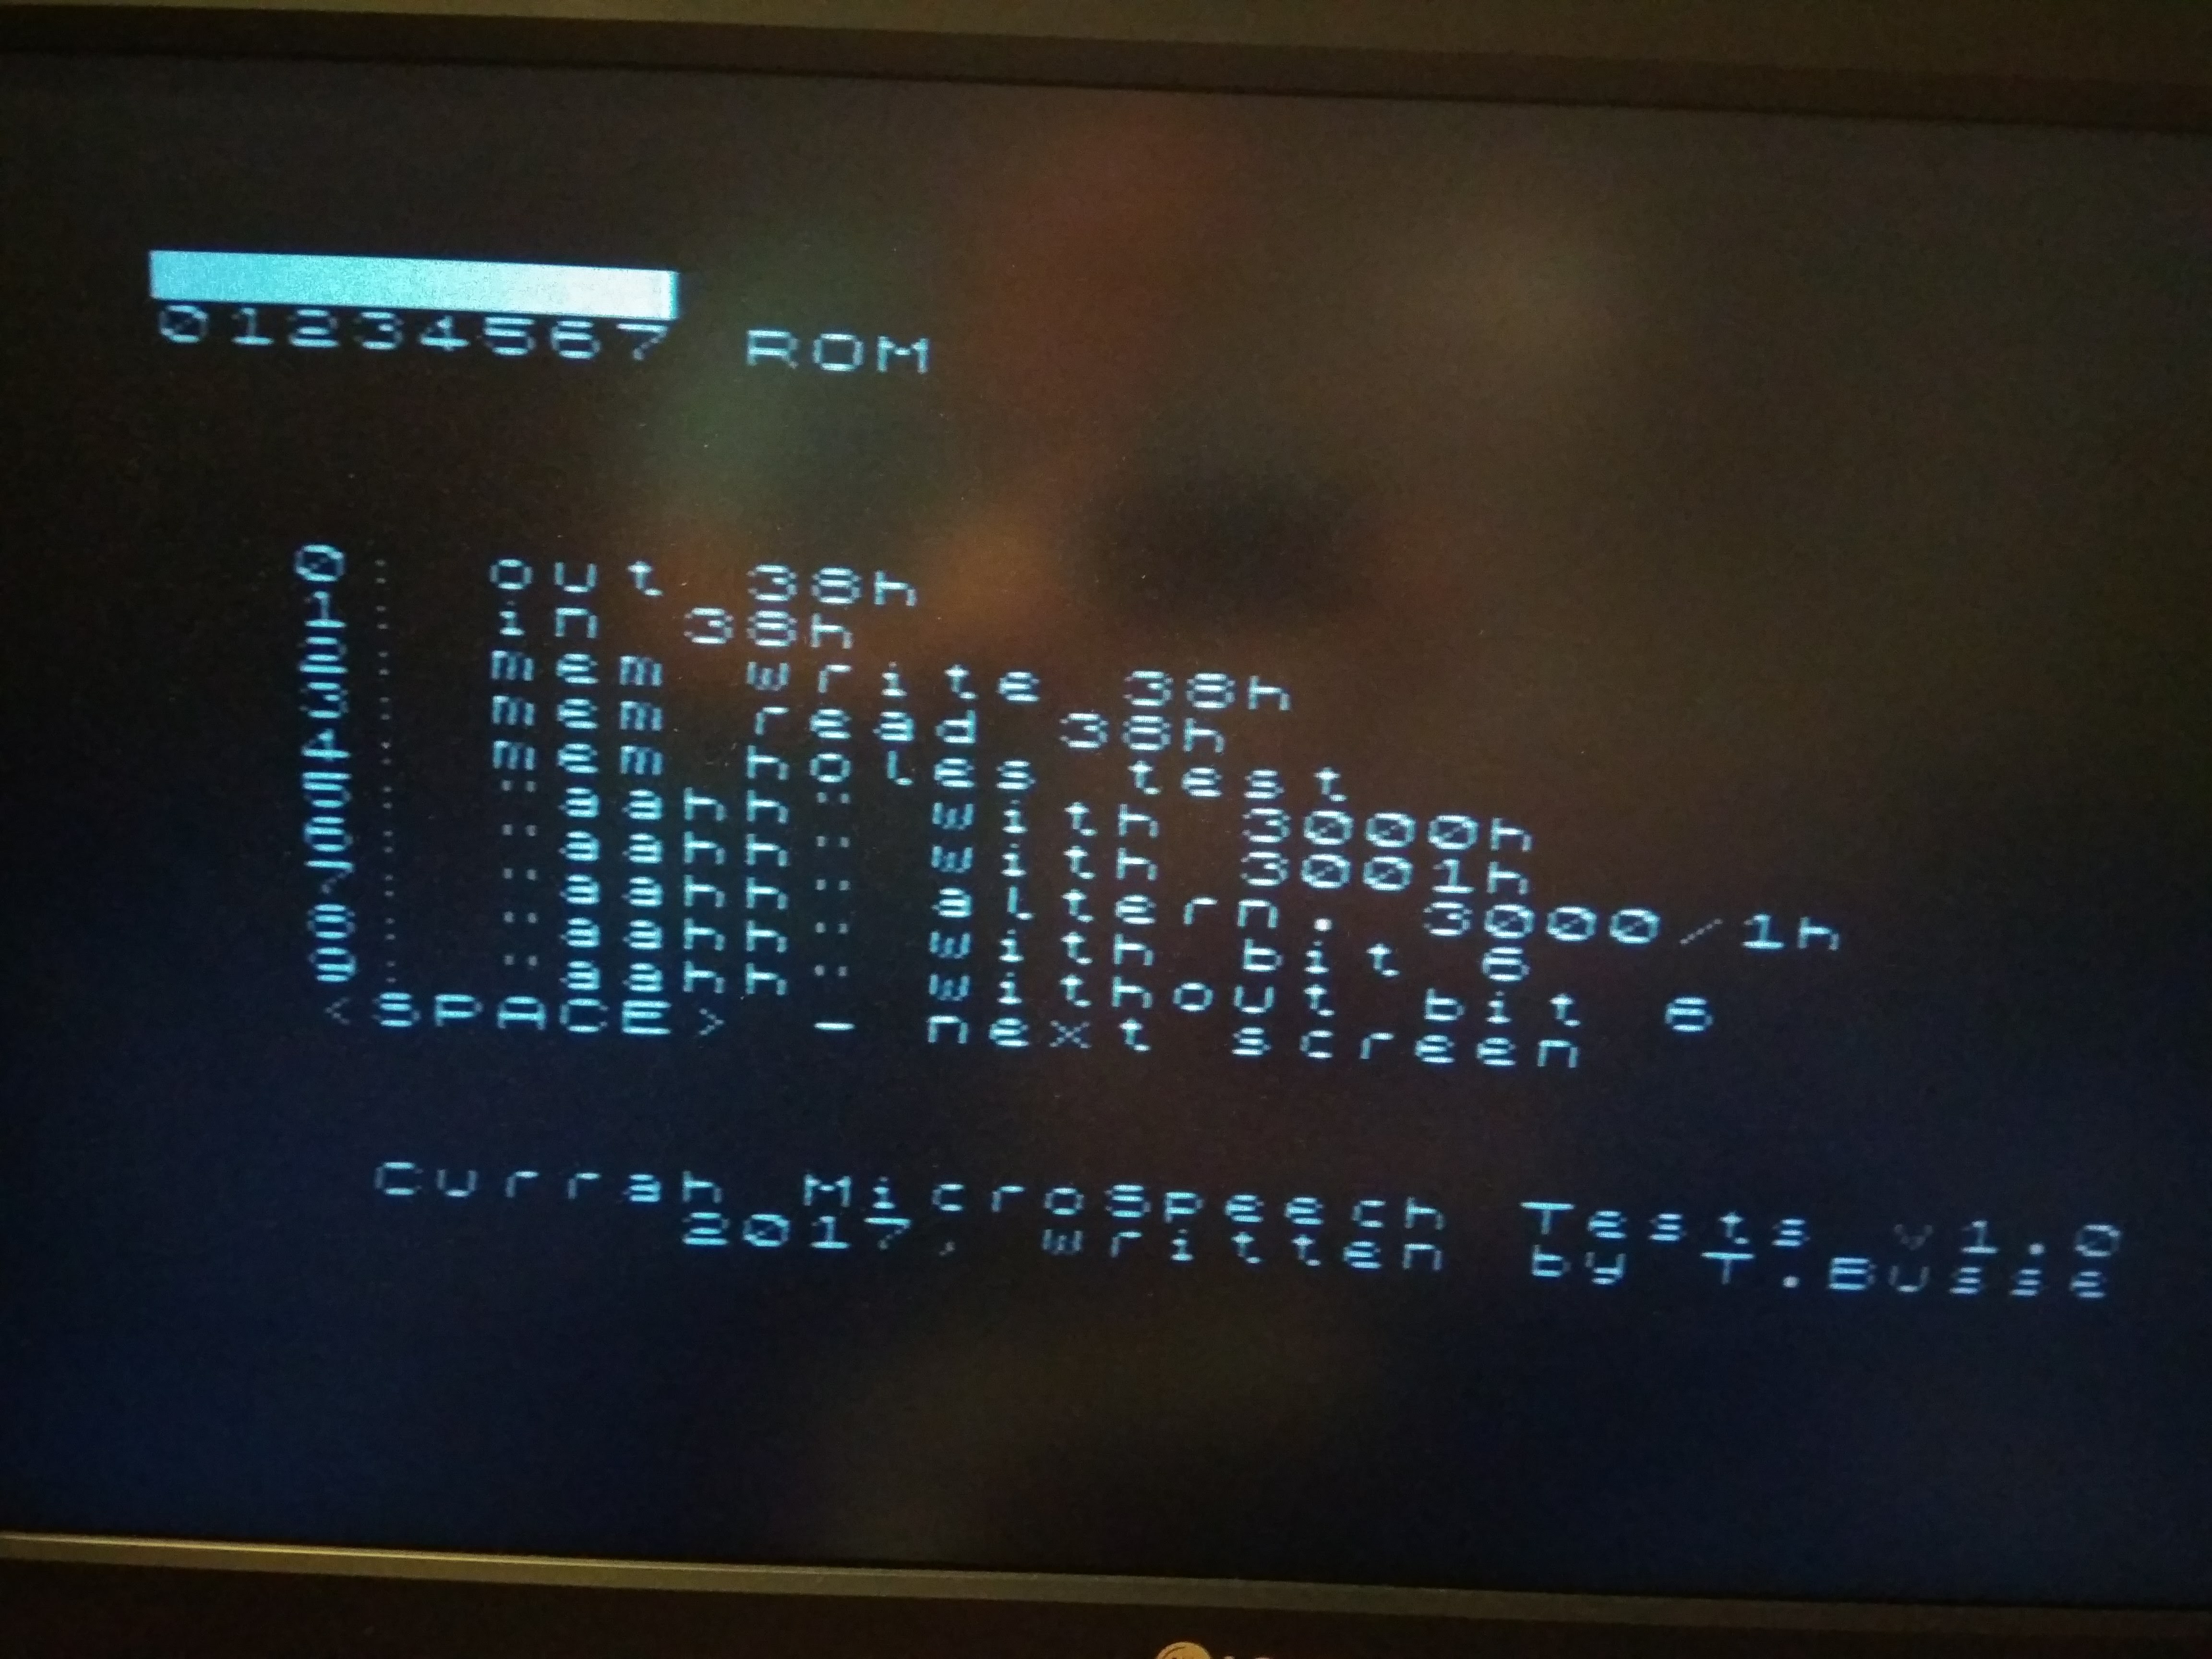 01234567 ROM
0: out 38h
1: in 38h
2: mem write 38h
3: mem read 38h
4: mem holes test
5: "aahh" with 3000h
6: "aahh" with 3001h
7: "aahh" altern. 3000/1h
8: "aahh" with bit 6
9: "aahh" without bit 6
<SPACE> - next screen
Currah MicroSpeech Tests v1.0
2017, written by T.Busse